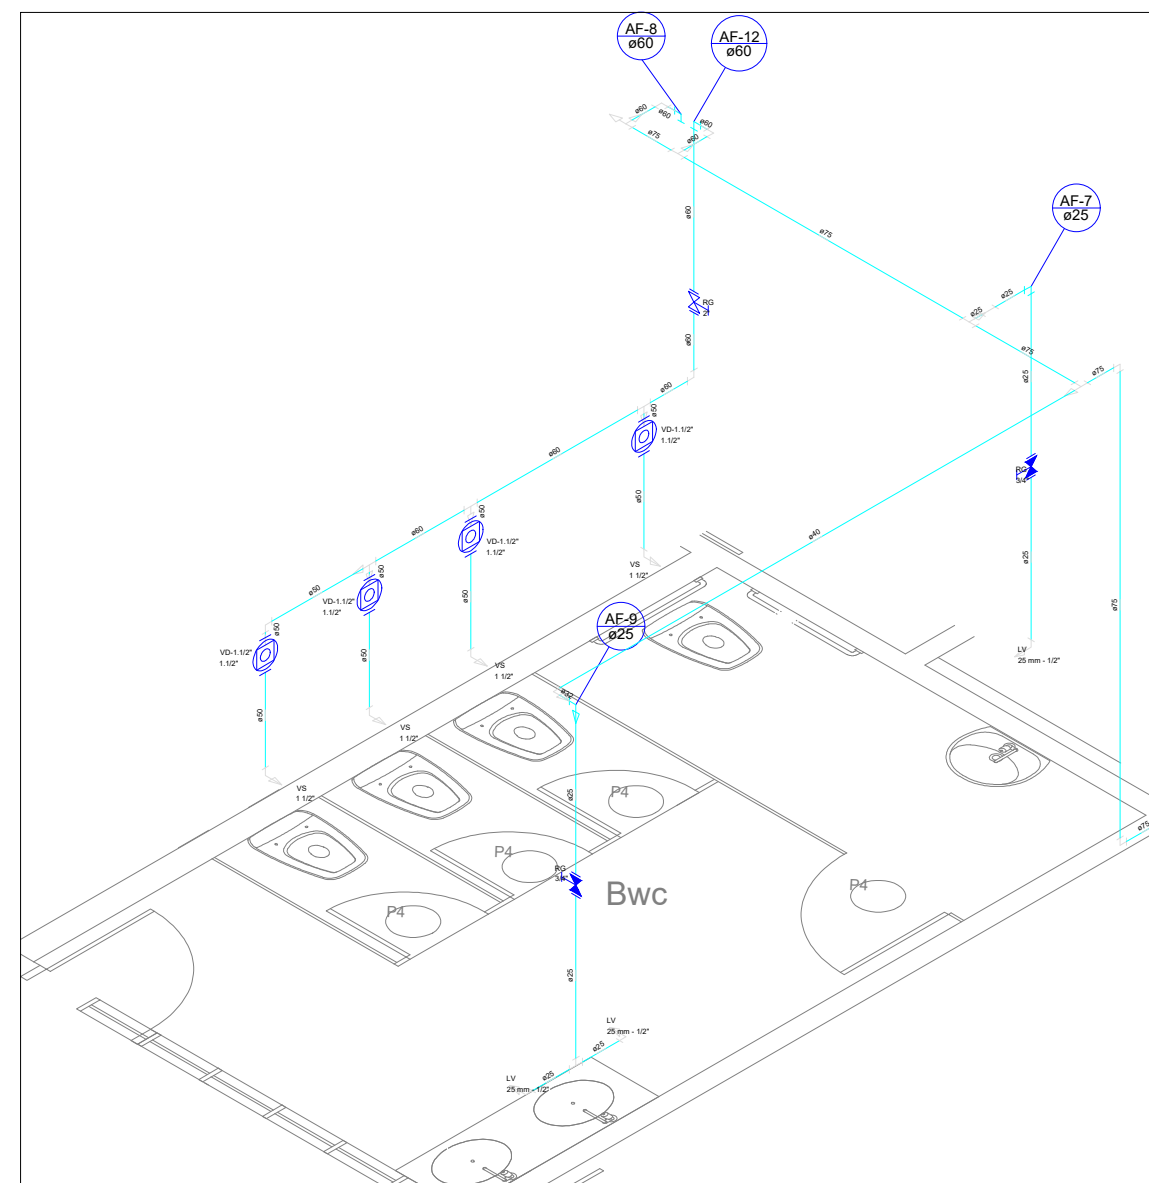 AF-8
ø60
AF-12
ø60
ø60
ø60
ø60
ø75
ø60
AF-7
ø25
ø60
ø75
ø25
ø25
RG
2"
ø60
ø75
ø75
ø25
ø60
ø50
VD-1.1/2"
1.1/2"
ø60
RG
3/4"
ø50
ø50
VD-1.1/2"
1.1/2"
ø60
ø40
ø25
VS
1 1/2"
ø50
ø50
VD-1.1/2"
1.1/2"
ø50
ø75
AF-9
ø25
ø50
VD-1.1/2"
1.1/2"
ø50
VS
1 1/2"
LV
25 mm - 1/2"
ø32
ø50
VS
1 1/2"
VS
1 1/2"
ø25
P4
ø75
P4
RG
3/4"
Bwc
P4
P4
ø25
LV
25 mm - 1/2"
ø25
ø25
LV
25 mm - 1/2"